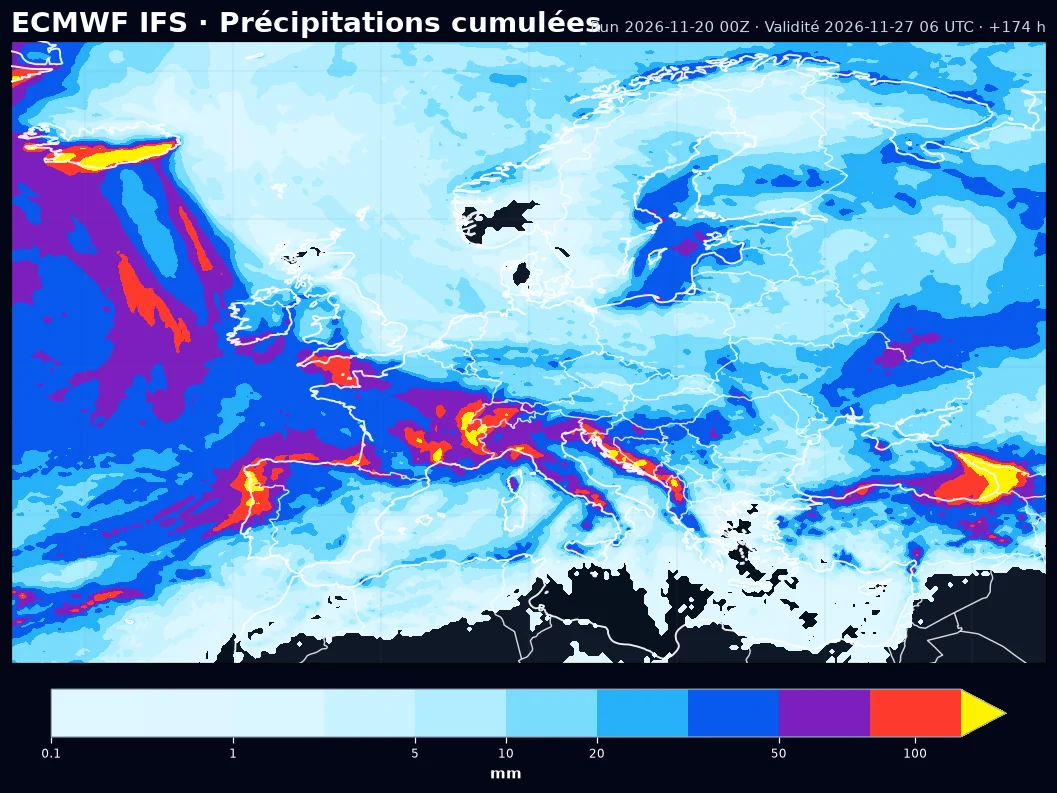 ECMWF IFS · Précipitations cumulées
Run 2026-11-20 00Z · Validité 2026-11-27 06 UTC · +174 h
0.1 1 5 10 20 50 100
mm